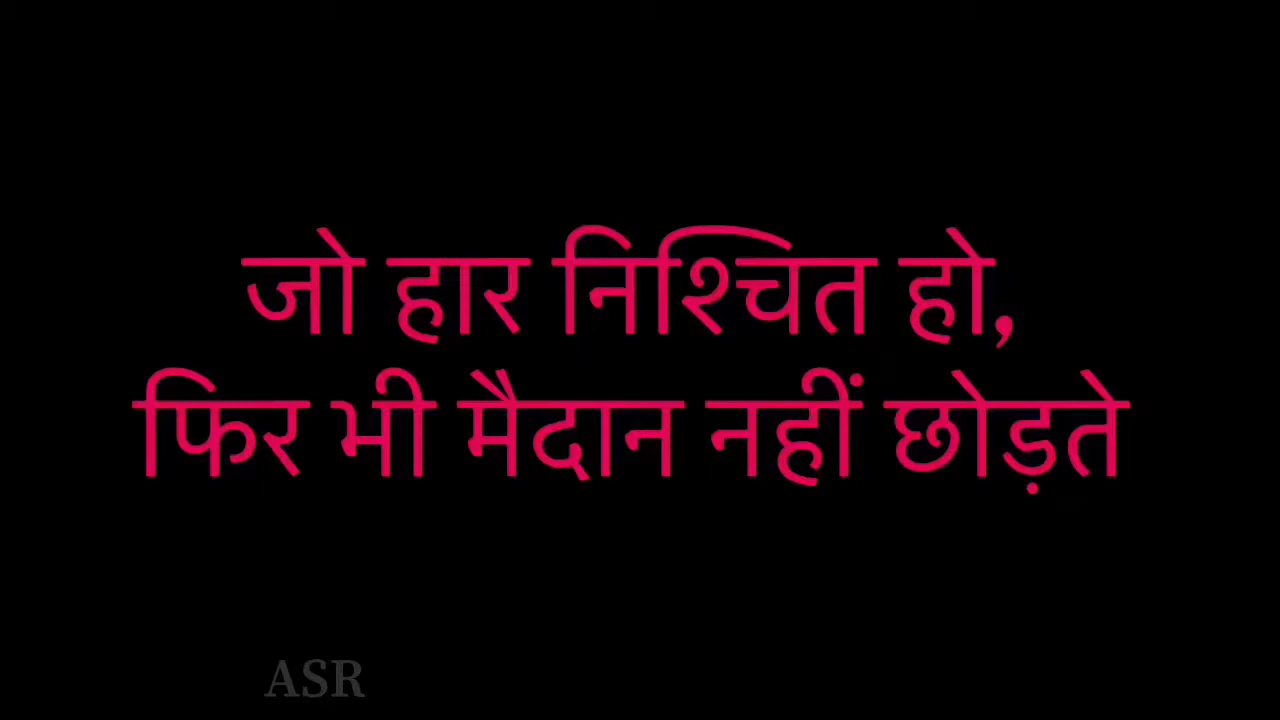 जो हार निश्चित हो,
फिर भी मैदान नहीं छोड़ते
ASR